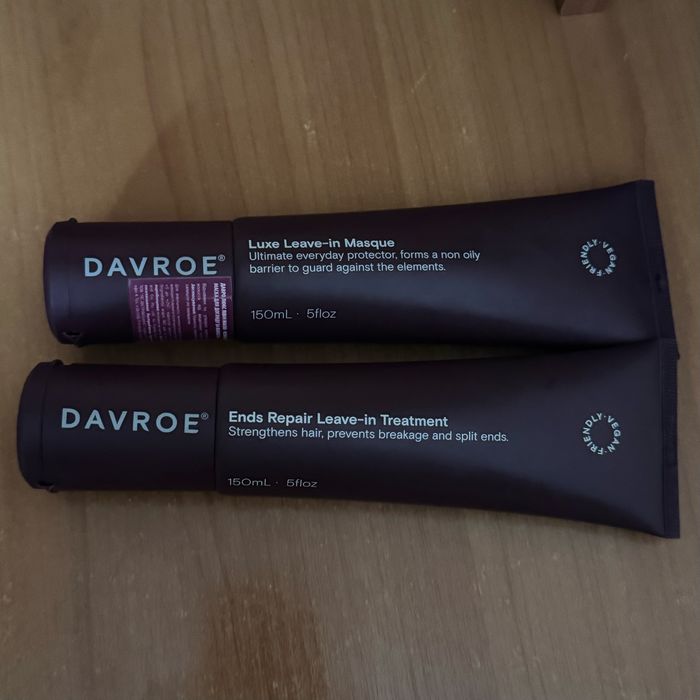 DAVROE®
Luxe Leave-in Masque
Ultimate everyday protector, forms a non oily
barrier to guard against the elements.
150mL · 5floz
FRIENDLY · VEGAN ·
DAVROE®
Ends Repair Leave-in Treatment
Strengthens hair, prevents breakage and split ends.
150mL · 5floz
FRIENDLY · VEGAN ·